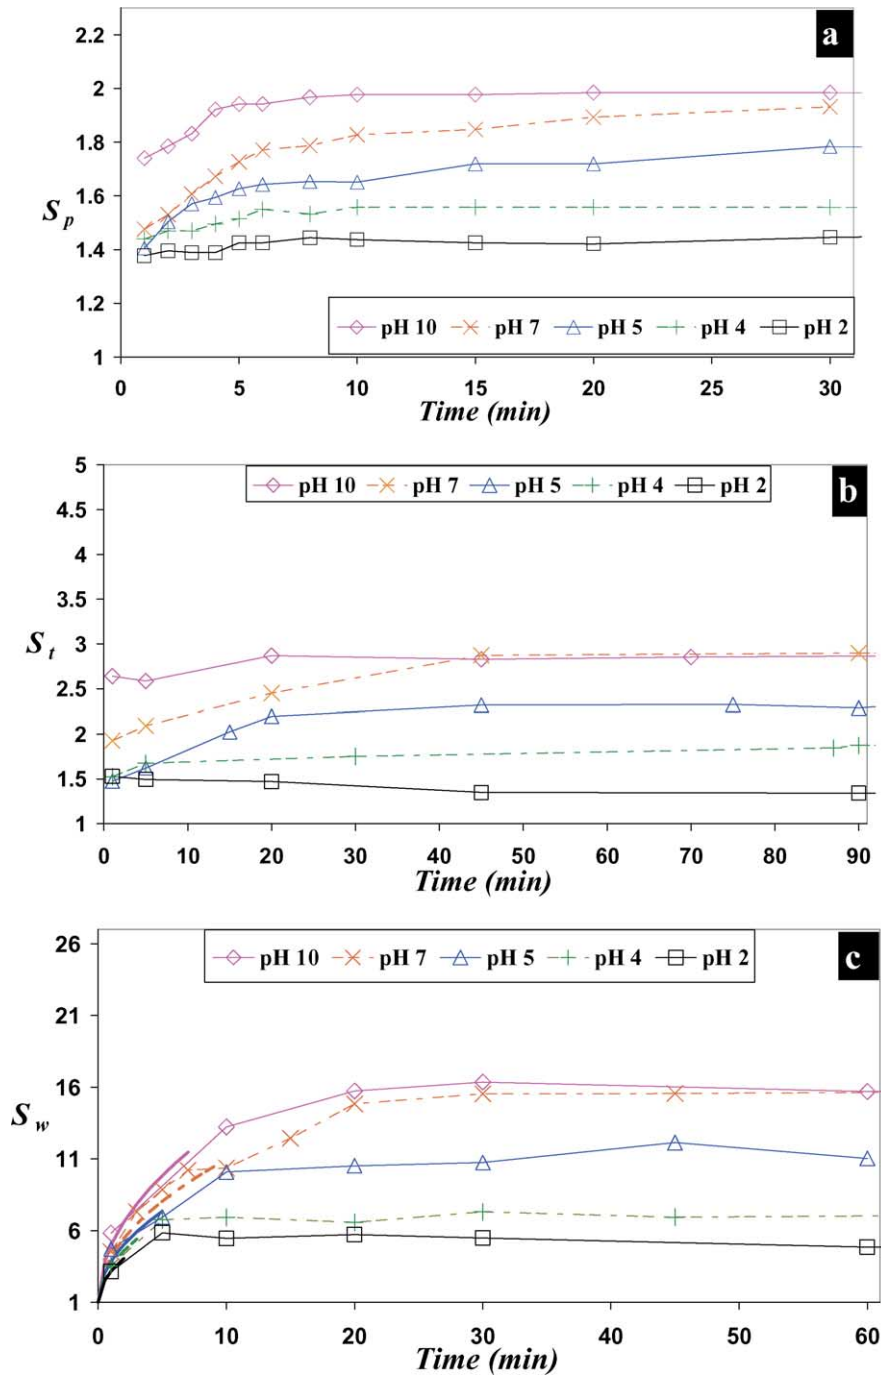 a
2.2
2
1.8
1.6
1.4
1.2
1
S p
pH 10 pH 7 pH 5 pH 4 pH 2
0 5 10 15 20 25 30
Time (min)
b
5
4.5
4
3.5
3
2.5
2
1.5
1
S t
pH 10 pH 7 pH 5 pH 4 pH 2
0 10 20 30 40 50 60 70 80 90
Time (min)
c
26
21
16
11
6
1
S w
pH 10 pH 7 pH 5 pH 4 pH 2
0 10 20 30 40 50 60
Time (min)